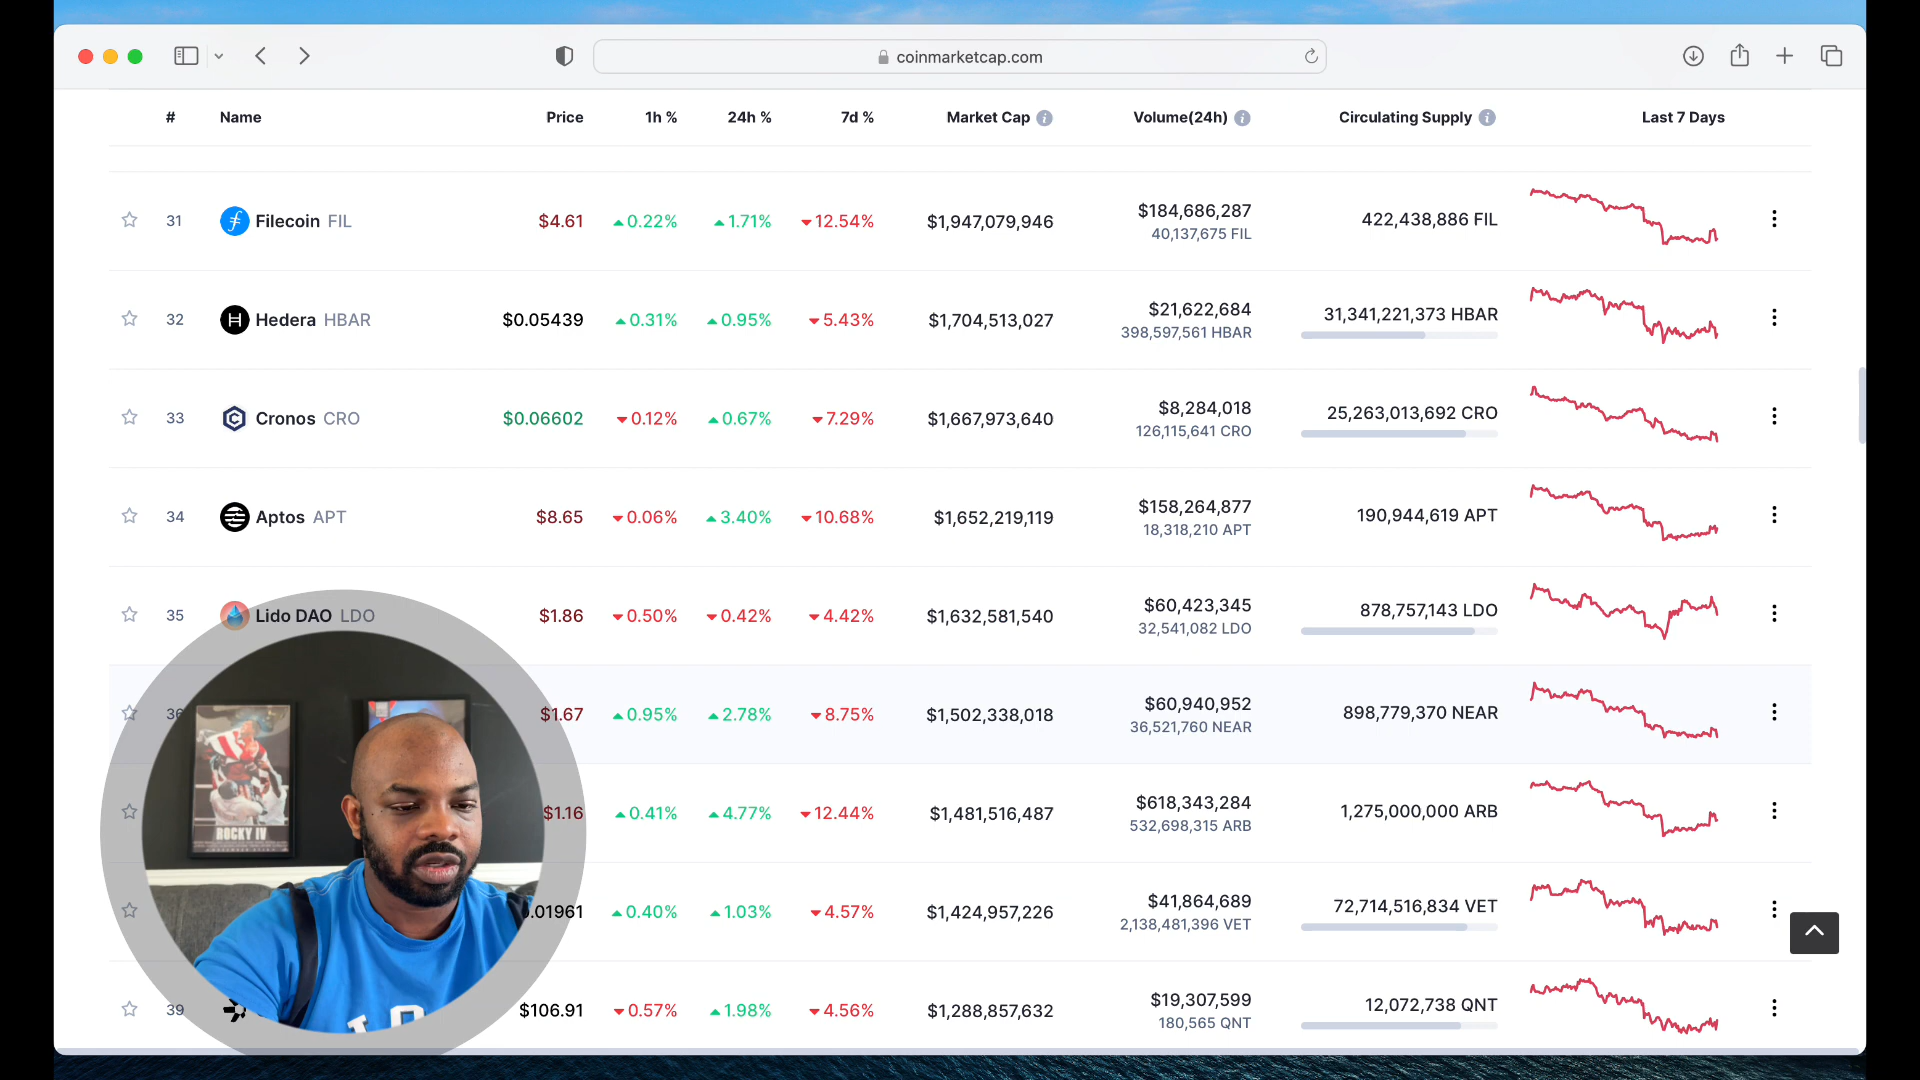 coinmarketcap.com
# Name Price 1h % 24h % 7d % Market Cap Volume(24h) Circulating Supply Last 7 Days
31 Filecoin FIL $4.61 0.22% 1.71% 12.54% $1,947,079,946 $184,686,287 422,438,886 FIL
40,137,675 FIL
32 Hedera HBAR $0.05439 0.31% 0.95% 5.43% $1,704,513,027 $21,622,684 31,341,221,373 HBAR
398,597,561 HBAR
33 Cronos CRO $0.06602 0.12% 0.67% 7.29% $1,667,973,640 $8,284,018 25,263,013,692 CRO
126,115,641 CRO
34 Aptos APT $8.65 0.06% 3.40% 10.68% $1,652,219,119 $158,264,877 190,944,619 APT
18,318,210 APT
35 Lido DAO LDO $1.86 0.50% 0.42% 4.42% $1,632,581,540 $60,423,345 878,757,143 LDO
32,541,082 LDO
36 $1.67 0.95% 2.78% 8.75% $1,502,338,018 $60,940,952 898,779,370 NEAR
36,521,760 NEAR
$1.16 0.41% 4.77% 12.44% $1,481,516,487 $618,343,284 1,275,000,000 ARB
532,698,315 ARB
ROCKY IV
.01961 0.40% 1.03% 4.57% $1,424,957,226 $41,864,689 72,714,516,834 VET
2,138,481,396 VET
39 $106.91 0.57% 1.98% 4.56% $1,288,857,632 $19,307,599 12,072,738 QNT
180,565 QNT